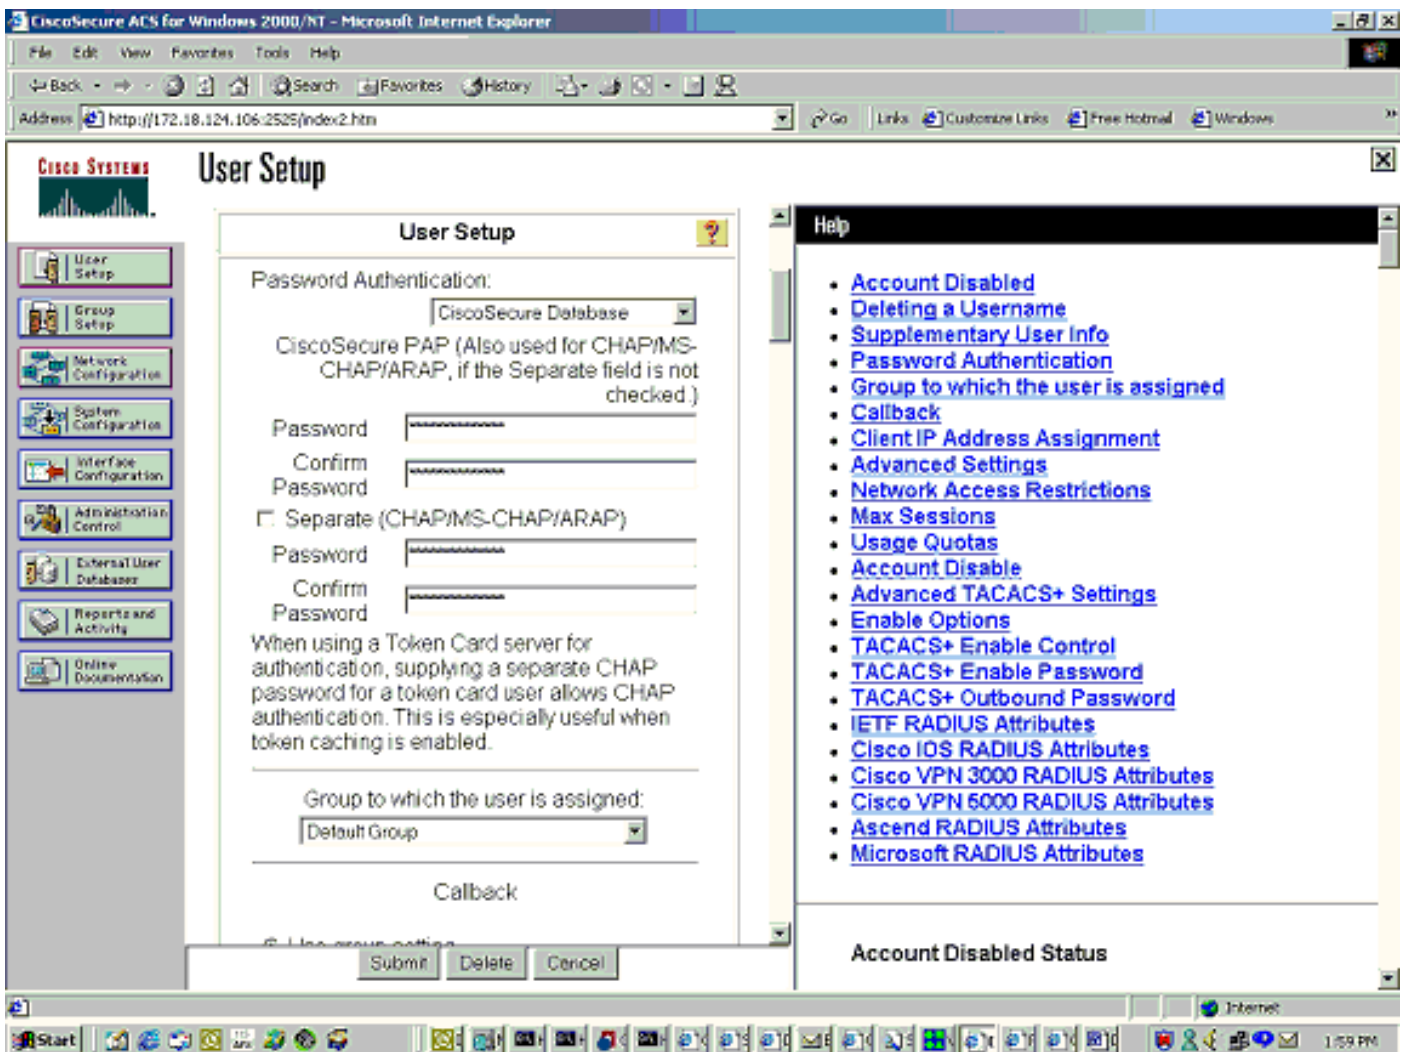 CiscoSecure ACS for Windows 2000/NT - Microsoft Internet Explorer
File Edit View Favorites Tools Help
Back Search Favorites History
Address http://172.18.124.106:2525/index2.htm Go Links Customize Links Free Hotmail Windows
CISCO SYSTEMS
User Setup
User Setup
Group Setup
Network Configuration
System Configuration
Interface Configuration
Administration Control
External User Databases
Reports and Activity
Online Documentation
User Setup
Password Authentication:
CiscoSecure Database
CiscoSecure PAP (Also used for CHAP/MS-
CHAP/ARAP, if the Separate field is not
checked.)
Password
Confirm
Password
Separate (CHAP/MS-CHAP/ARAP)
Password
Confirm
Password
When using a Token Card server for
authentication, supplying a separate CHAP
password for a token card user allows CHAP
authentication. This is especially useful when
token caching is enabled.
Group to which the user is assigned:
Default Group
Callback
Use group setting
Submit Delete Cancel
Help
Account Disabled
Deleting a Username
Supplementary User Info
Password Authentication
Group to which the user is assigned
Callback
Client IP Address Assignment
Advanced Settings
Network Access Restrictions
Max Sessions
Usage Quotas
Account Disable
Advanced TACACS+ Settings
Enable Options
TACACS+ Enable Control
TACACS+ Enable Password
TACACS+ Outbound Password
IETF RADIUS Attributes
Cisco IOS RADIUS Attributes
Cisco VPN 3000 RADIUS Attributes
Cisco VPN 5000 RADIUS Attributes
Ascend RADIUS Attributes
Microsoft RADIUS Attributes
Account Disabled Status
Internet
Start 1:59 PM